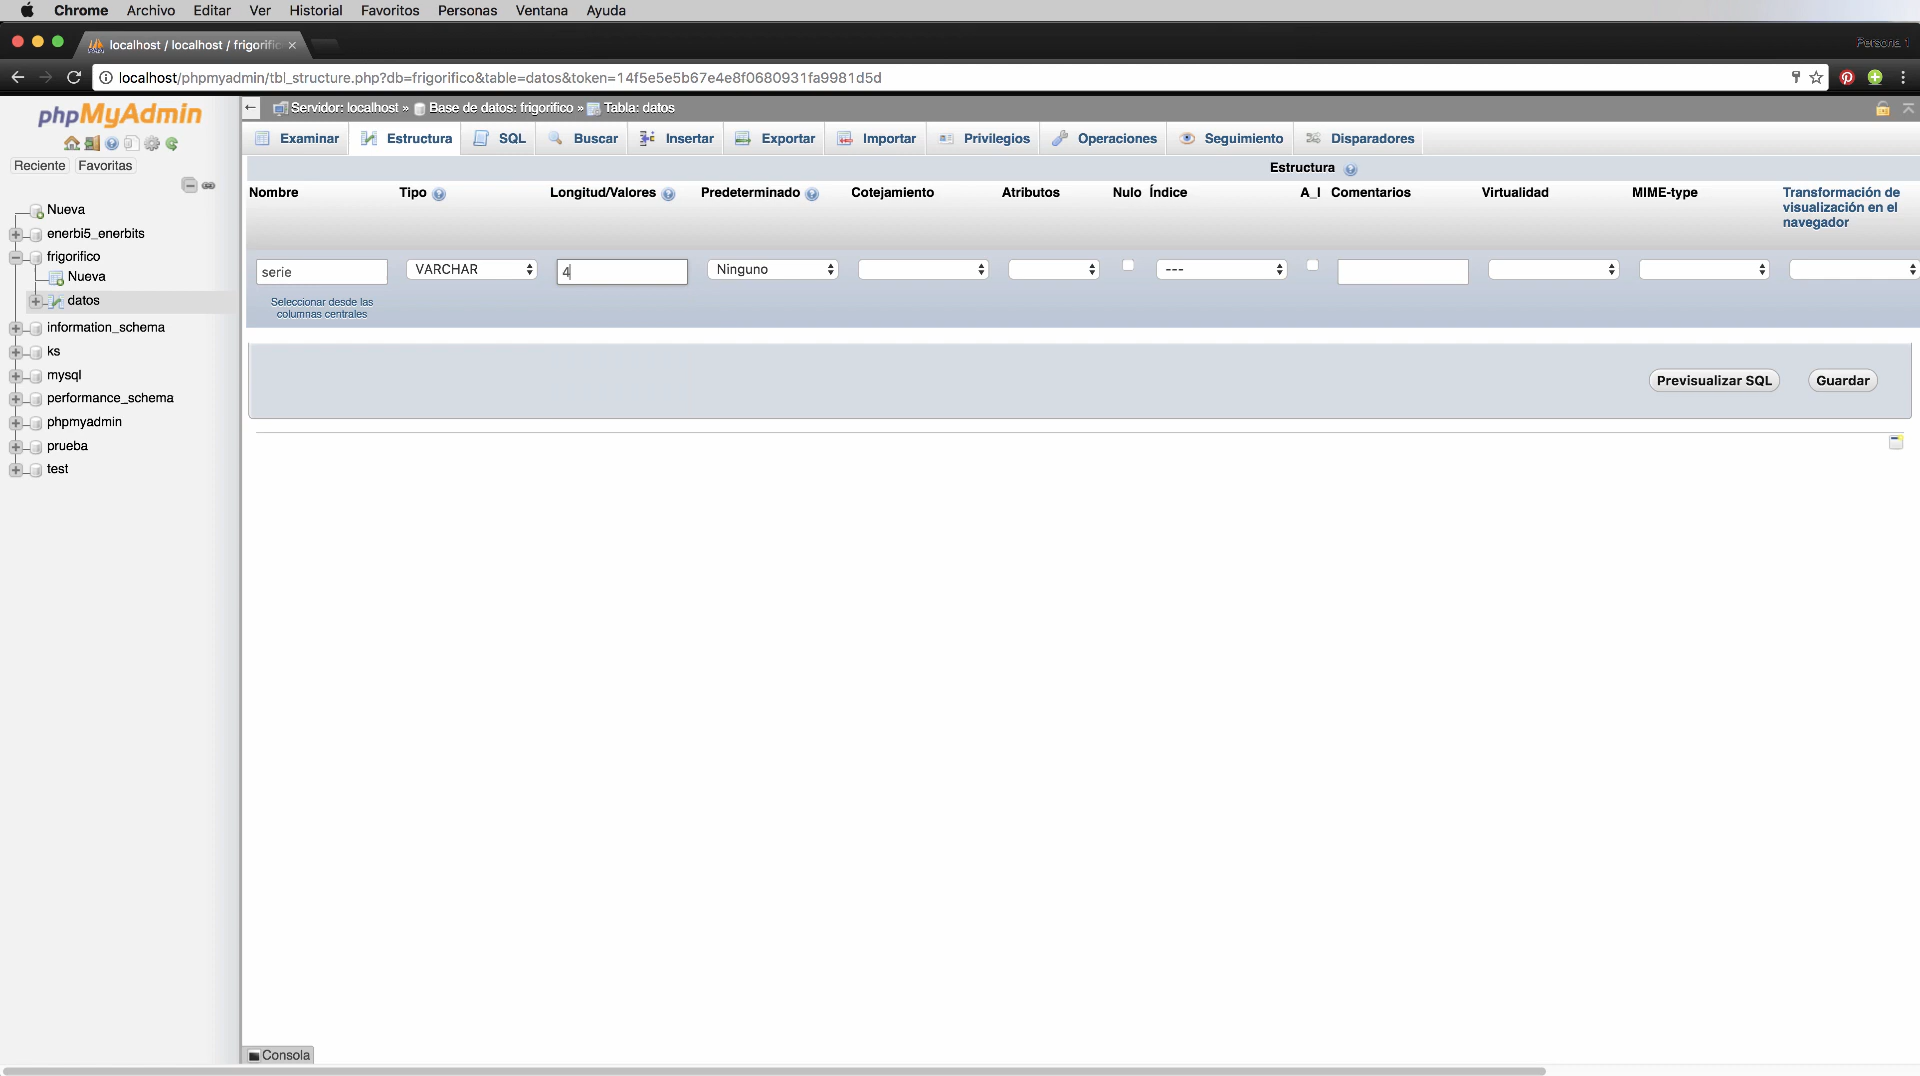 Chrome Archivo Editar Ver Historial Favoritos Personas Ventana Ayuda
localhost / localhost / frigorific
Persona 1
localhost/phpmyadmin/tbl_structure.php?db=frigorifico&table=datos&token=14f5e5e5b67e4e8f0680931fa9981d5d
phpMyAdmin
Servidor: localhost » Base de datos: frigorifico » Tabla: datos
Examinar Estructura SQL Buscar Insertar Exportar Importar Privilegios Operaciones Seguimiento Disparadores
Reciente Favoritas
Nueva
enerbi5_enerbits
frigorifico
Nueva
datos
information_schema
ks
mysql
performance_schema
phpmyadmin
prueba
test
Estructura
Nombre Tipo Longitud/Valores Predeterminado Cotejamiento Atributos Nulo Índice A_I Comentarios Virtualidad MIME-type Transformación de
visualización en el
navegador
serie VARCHAR 4 Ninguno ---
Seleccionar desde las
columnas centrales
Previsualizar SQL Guardar
Consola